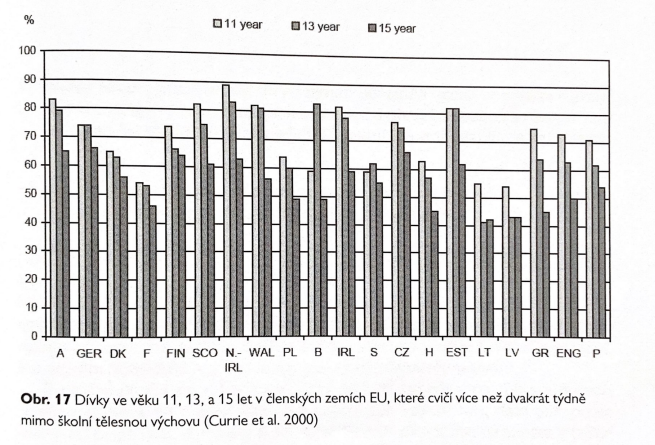 %
11 year 13 year 15 year
100
90
80
70
60
50
40
30
20
10
0
A GER DK F FIN SCO N.- WAL PL B IRL S CZ H EST LT LV GR ENG P
IRL
Obr. 17 Dívky ve věku 11, 13, a 15 let v členských zemích EU, které cvičí více než dvakrát týdně
mimo školní tělesnou výchovu (Currie et al. 2000)